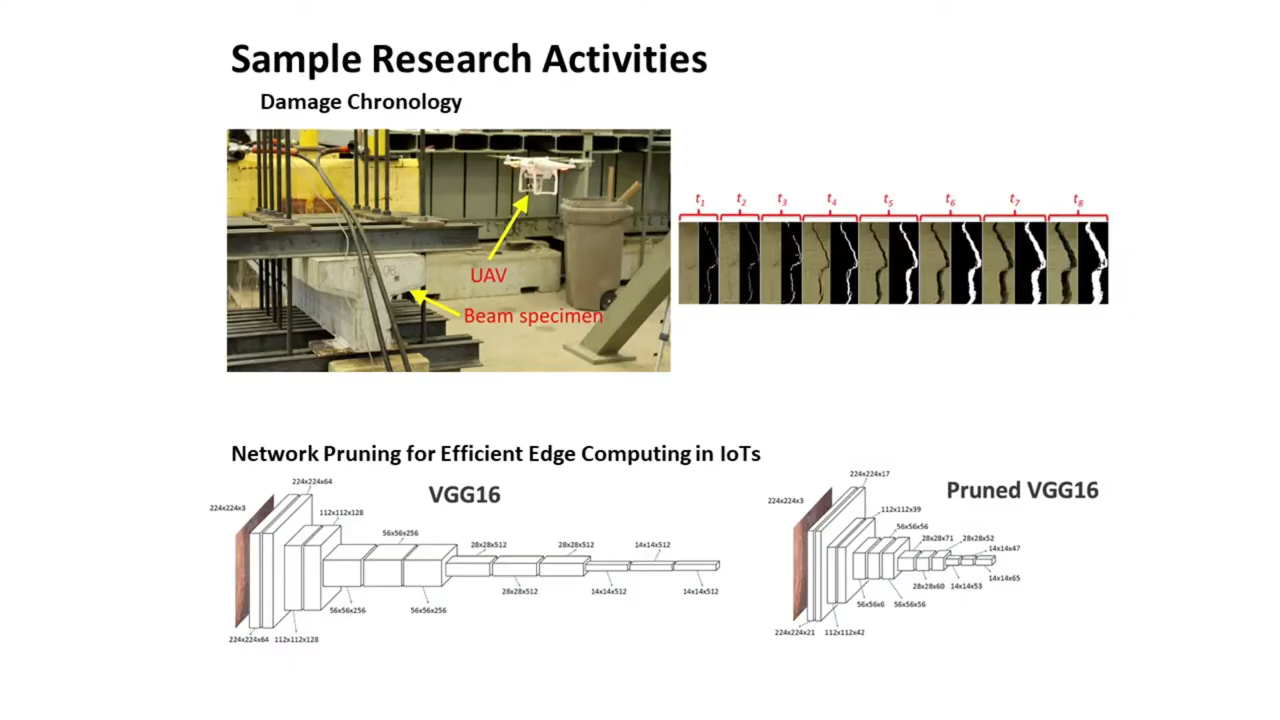 Sample Research Activities
Damage Chronology
UAV
Beam specimen
t1 t2 t3 t4 t5 t6 t7 t8
Network Pruning for Efficient Edge Computing in IoTs
VGG16
224x224x3
224x224x64
112x112x128
56x56x256
28x28x512
28x28x512
14x14x512
224x224x64
112x112x128
56x56x256
56x56x256
28x28x512
14x14x512
14x14x512
Pruned VGG16
224x224x3
224x224x17
112x112x39
56x56x56
28x28x71
28x28x52
14x14x47
224x224x21
112x112x42
56x56x6
56x56x56
28x28x60
14x14x53
14x14x65